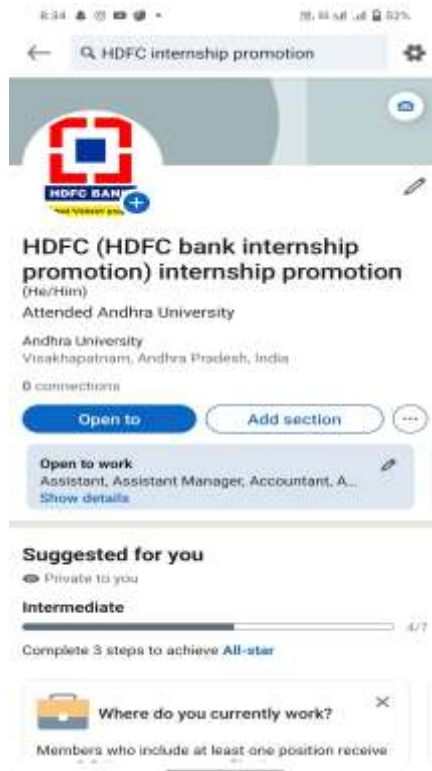 8:34
82%
HDFC internship promotion
HDFC BANK
HDFC (HDFC bank internship
promotion) internship promotion
(He/Him)
Attended Andhra University
Andhra University
Visakhapatnam, Andhra Pradesh, India
0 connections
Open to
Add section
Open to work
Assistant, Assistant Manager, Accountant, A...
Show details
Suggested for you
Private to you
Intermediate
4/7
Complete 3 steps to achieve All-star
Where do you currently work?
Members who include at least one position receive